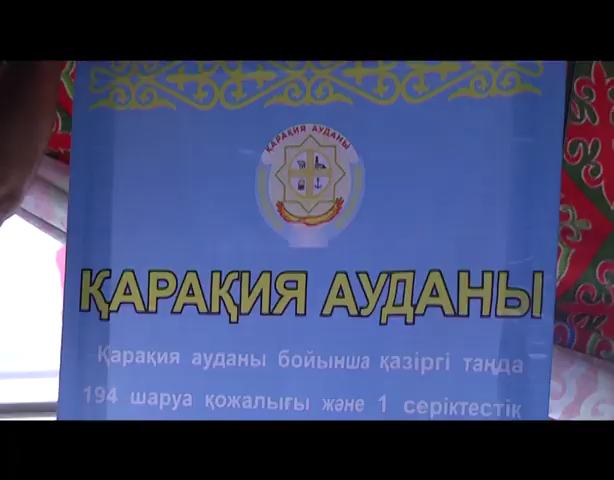 ҚАРАҚИЯ АУДАНЫ
ҚАРАҚИЯ АУДАНЫ
Қарақия ауданы бойынша қазіргі таңда
194 шаруа қожалығы және 1 серіктестік